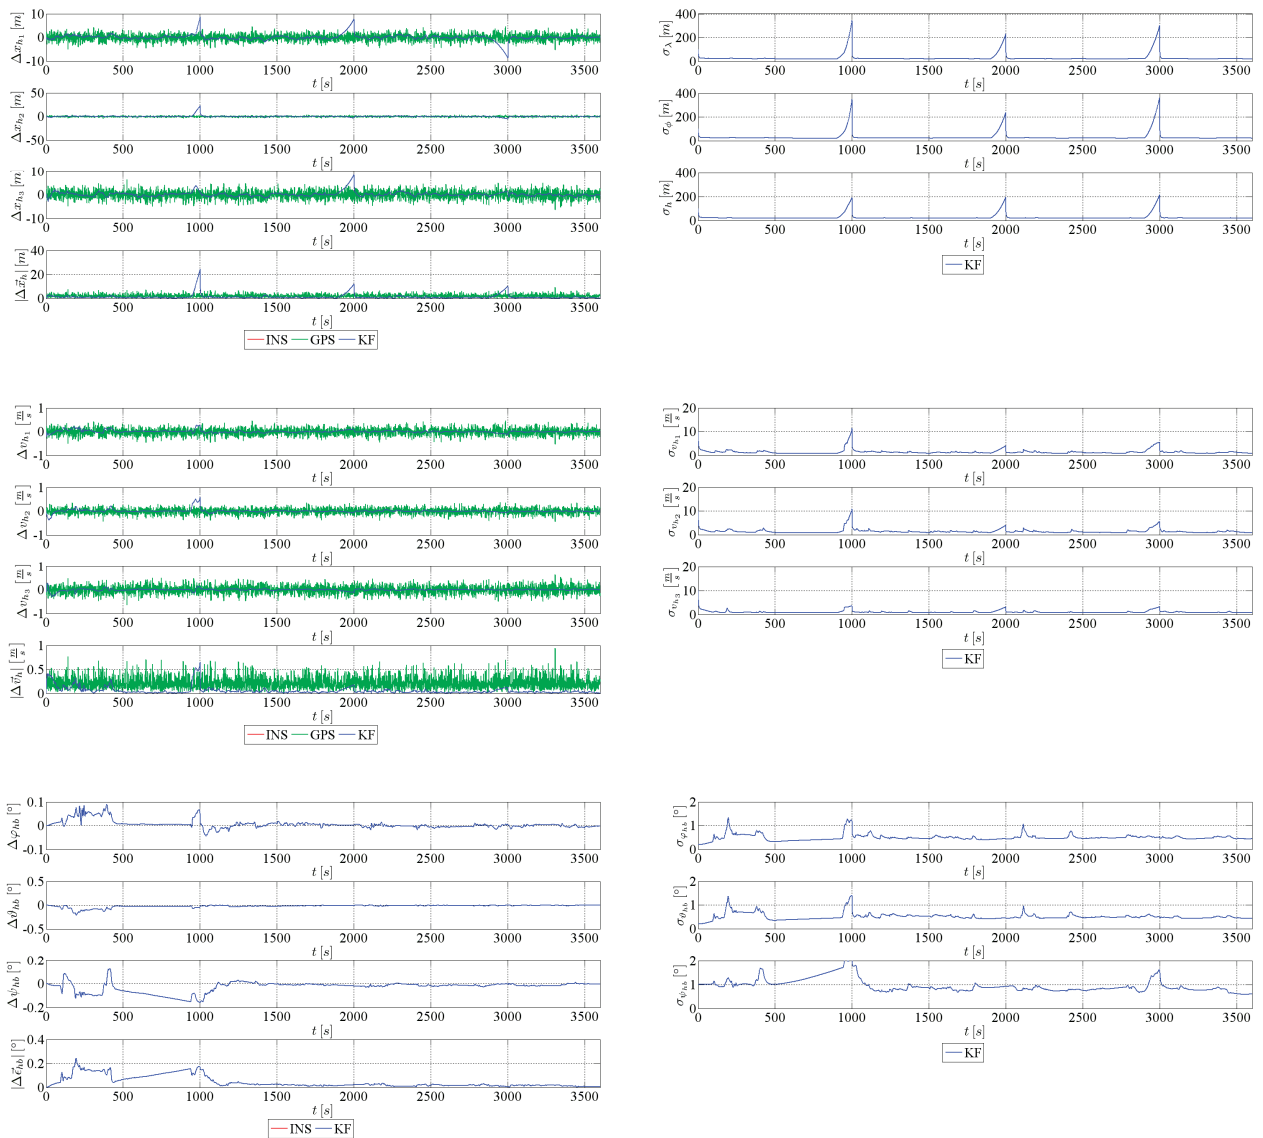 Δx_{h_1} [m]
10
0
-10
0 500 1000 1500 2000 2500 3000 3500
t [s]
Δx_{h_2} [m]
50
0
-50
0 500 1000 1500 2000 2500 3000 3500
t [s]
Δx_{h_3} [m]
10
0
-10
0 500 1000 1500 2000 2500 3000 3500
t [s]
|Δx⃗_h| [m]
40
20
0
0 500 1000 1500 2000 2500 3000 3500
t [s]
INS GPS KF
σ_λ [m]
400
200
0
0 500 1000 1500 2000 2500 3000 3500
t [s]
σ_ϕ [m]
400
200
0
0 500 1000 1500 2000 2500 3000 3500
t [s]
σ_h [m]
400
200
0
0 500 1000 1500 2000 2500 3000 3500
t [s]
KF
Δv_{h_1} [m/s]
1
0
-1
0 500 1000 1500 2000 2500 3000 3500
t [s]
Δv_{h_2} [m/s]
1
0
-1
0 500 1000 1500 2000 2500 3000 3500
t [s]
Δv_{h_3} [m/s]
1
0
-1
0 500 1000 1500 2000 2500 3000 3500
t [s]
|Δv⃗_h| [m/s]
1
0.5
0
0 500 1000 1500 2000 2500 3000 3500
t [s]
INS GPS KF
σ_{v_{h_1}} [m/s]
20
10
0
0 500 1000 1500 2000 2500 3000 3500
t [s]
σ_{v_{h_2}} [m/s]
20
10
0
0 500 1000 1500 2000 2500 3000 3500
t [s]
σ_{v_{h_3}} [m/s]
20
10
0
0 500 1000 1500 2000 2500 3000 3500
t [s]
KF
Δφ_{hb} [°]
0.1
0
-0.1
0 500 1000 1500 2000 2500 3000 3500
t [s]
Δϑ_{hb} [°]
0.5
0
-0.5
0 500 1000 1500 2000 2500 3000 3500
t [s]
Δψ_{hb} [°]
0.2
0
-0.2
0 500 1000 1500 2000 2500 3000 3500
t [s]
|Δϵ⃗_{hb}| [°]
0.4
0.2
0
0 500 1000 1500 2000 2500 3000 3500
t [s]
INS KF
σ_{φ_{hb}} [°]
2
1
0
0 500 1000 1500 2000 2500 3000 3500
t [s]
σ_{ϑ_{hb}} [°]
2
1
0
0 500 1000 1500 2000 2500 3000 3500
t [s]
σ_{ψ_{hb}} [°]
2
1
0
0 500 1000 1500 2000 2500 3000 3500
t [s]
KF